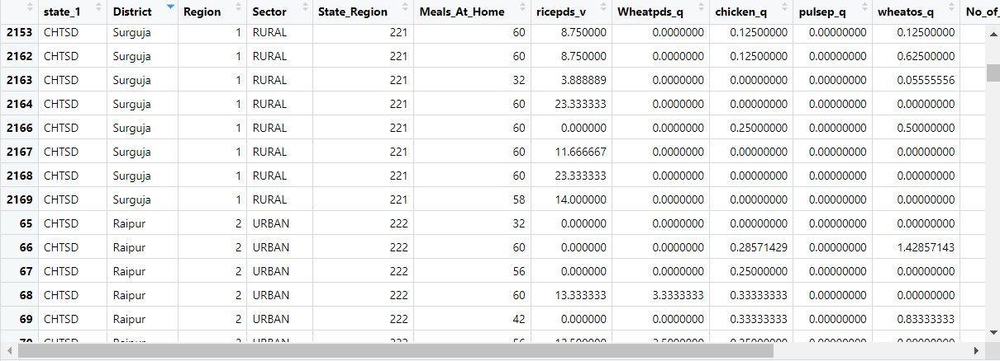 state_1 District Region Sector State_Region Meals_At_Home ricepds_v Wheatpds_q chicken_q pulsep_q wheatos_q No_of_
2153 CHTSD Surguja 1 RURAL 221 60 8.750000 0.0000000 0.12500000 0.00000000 0.12500000
2162 CHTSD Surguja 1 RURAL 221 60 8.750000 0.0000000 0.12500000 0.00000000 0.62500000
2163 CHTSD Surguja 1 RURAL 221 32 3.888889 0.0000000 0.00000000 0.00000000 0.05555556
2164 CHTSD Surguja 1 RURAL 221 60 23.333333 0.0000000 0.00000000 0.00000000 0.00000000
2166 CHTSD Surguja 1 RURAL 221 60 0.000000 0.0000000 0.25000000 0.00000000 0.50000000
2167 CHTSD Surguja 1 RURAL 221 60 11.666667 0.0000000 0.00000000 0.00000000 0.00000000
2168 CHTSD Surguja 1 RURAL 221 60 23.333333 0.0000000 0.00000000 0.00000000 0.00000000
2169 CHTSD Surguja 1 RURAL 221 58 14.000000 0.0000000 0.00000000 0.00000000 0.00000000
65 CHTSD Raipur 2 URBAN 222 32 0.000000 0.0000000 0.00000000 0.00000000 0.00000000
66 CHTSD Raipur 2 URBAN 222 60 0.000000 0.0000000 0.28571429 0.00000000 1.42857143
67 CHTSD Raipur 2 URBAN 222 56 0.000000 0.0000000 0.25000000 0.00000000 0.00000000
68 CHTSD Raipur 2 URBAN 222 60 13.333333 3.3333333 0.33333333 0.00000000 0.00000000
69 CHTSD Raipur 2 URBAN 222 42 0.000000 0.0000000 0.33333333 0.00000000 0.83333333